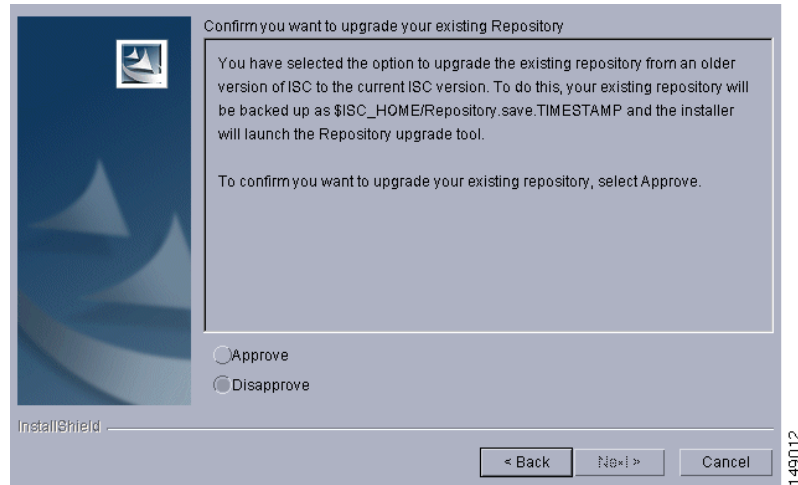 Confirm you want to upgrade your existing Repository
You have selected the option to upgrade the existing repository from an older
version of ISC to the current ISC version. To do this, your existing repository will
be backed up as $ISC_HOME/Repository.save.TIMESTAMP and the installer
will launch the Repository upgrade tool.
To confirm you want to upgrade your existing repository, select Approve.
Approve
Disapprove
InstallShield
< Back
Next >
Cancel
149012